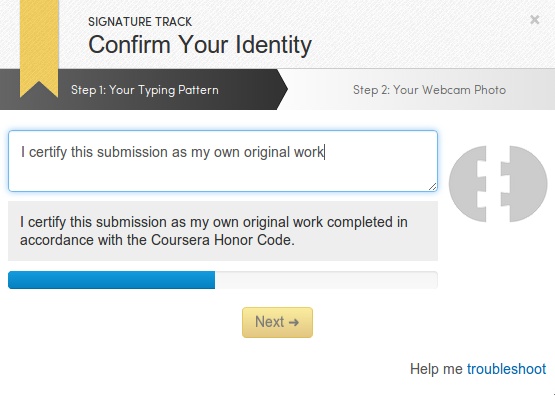 SIGNATURE TRACK
×
Confirm Your Identity
Step 1: Your Typing Pattern
Step 2: Your Webcam Photo
I certify this submission as my own original work
I certify this submission as my own original work completed in
accordance with the Coursera Honor Code.
Next ➔
Help me troubleshoot